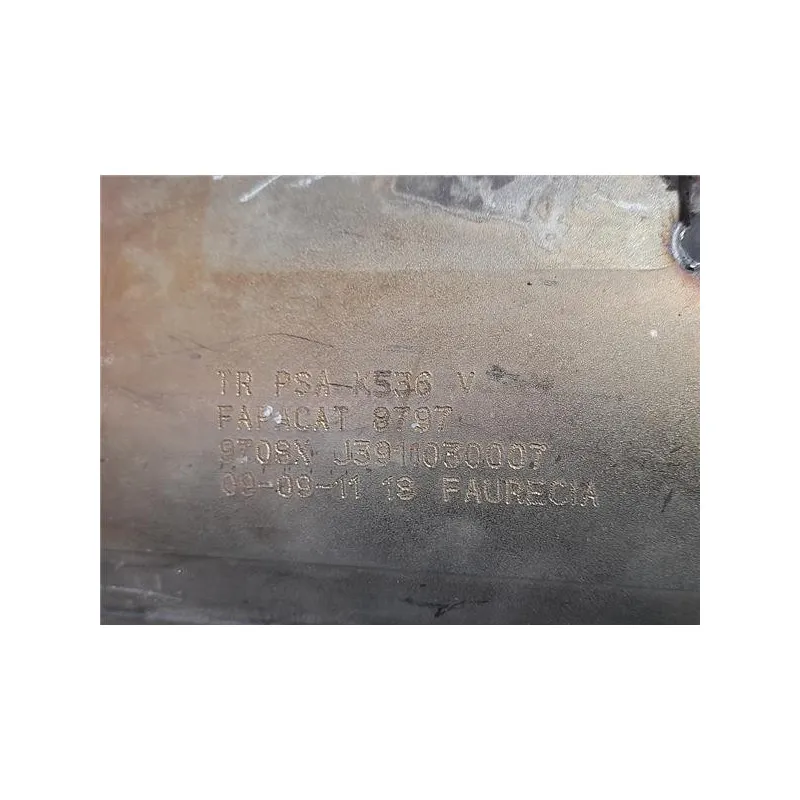 TR PSA K536 V
FAPACAT 8797
9708X J3911030007
09-09-11 18 FAURECIA